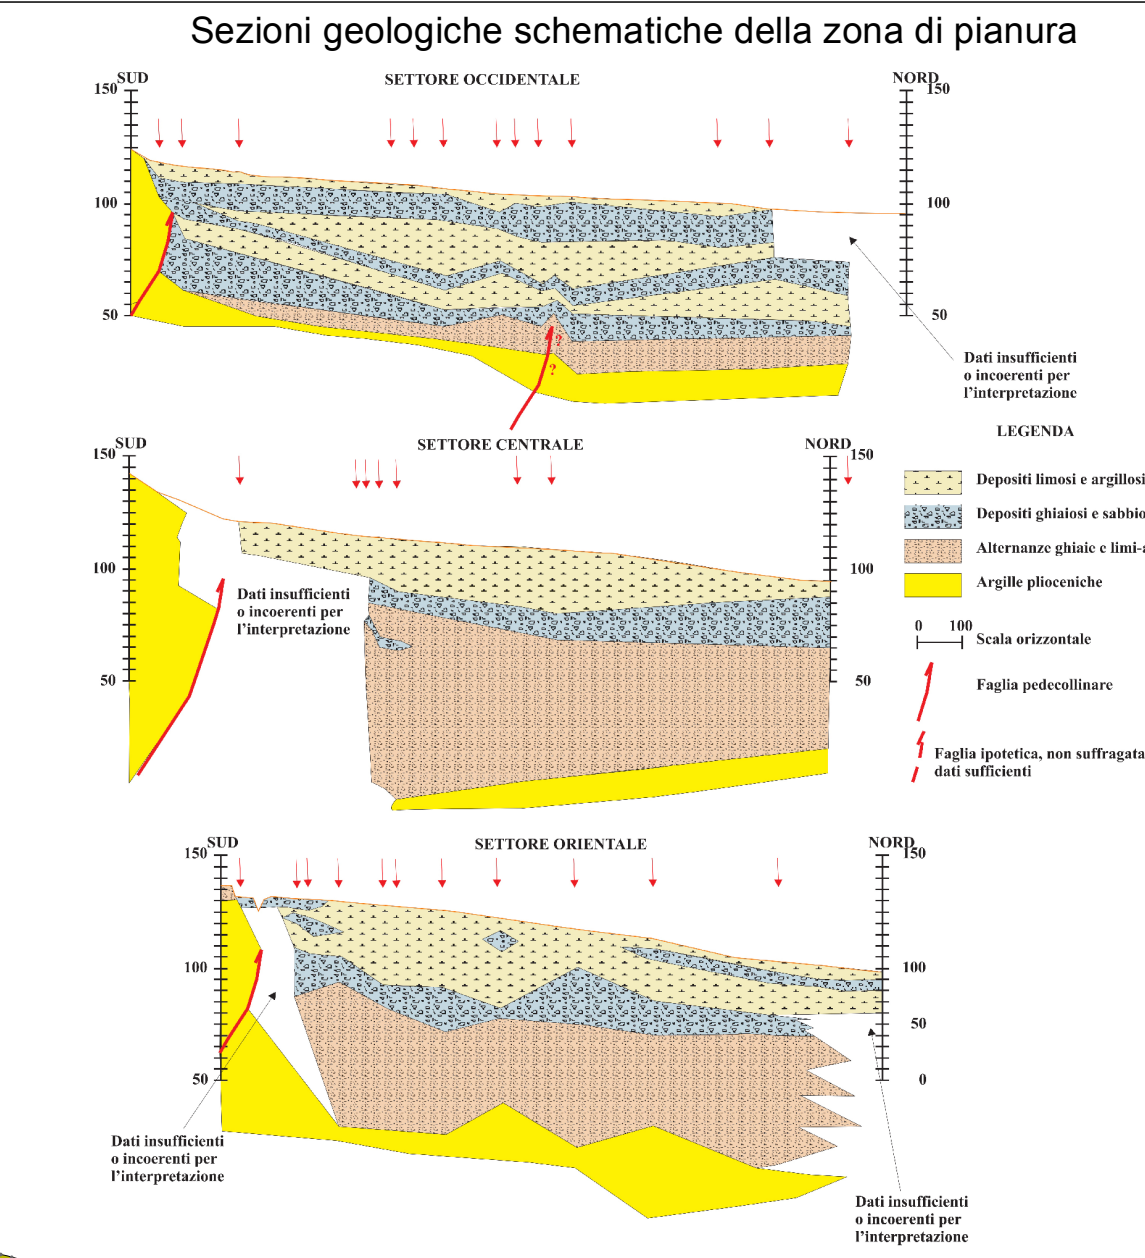 Sezioni geologiche schematiche della zona di pianura
SUD
SETTORE OCCIDENTALE
NORD
150
150
100
100
50
50
?
?
Dati insufficienti
o incoerenti per
l'interpretazione
SUD
SETTORE CENTRALE
NORD
150
150
100
100
50
50
Dati insufficienti
o incoerenti per
l'interpretazione
LEGENDA
Depositi limosi e argillosi
Depositi ghiaiosi e sabbio
Alternanze ghiaie e limi-a
Argille plioceniche
0 100
Scala orizzontale
Faglia pedecollinare
Faglia ipotetica, non suffragata
dati sufficienti
SUD
SETTORE ORIENTALE
NORD
150
150
100
100
50
50
0
Dati insufficienti
o incoerenti per
l'interpretazione
Dati insufficienti
o incoerenti per
l'interpretazione